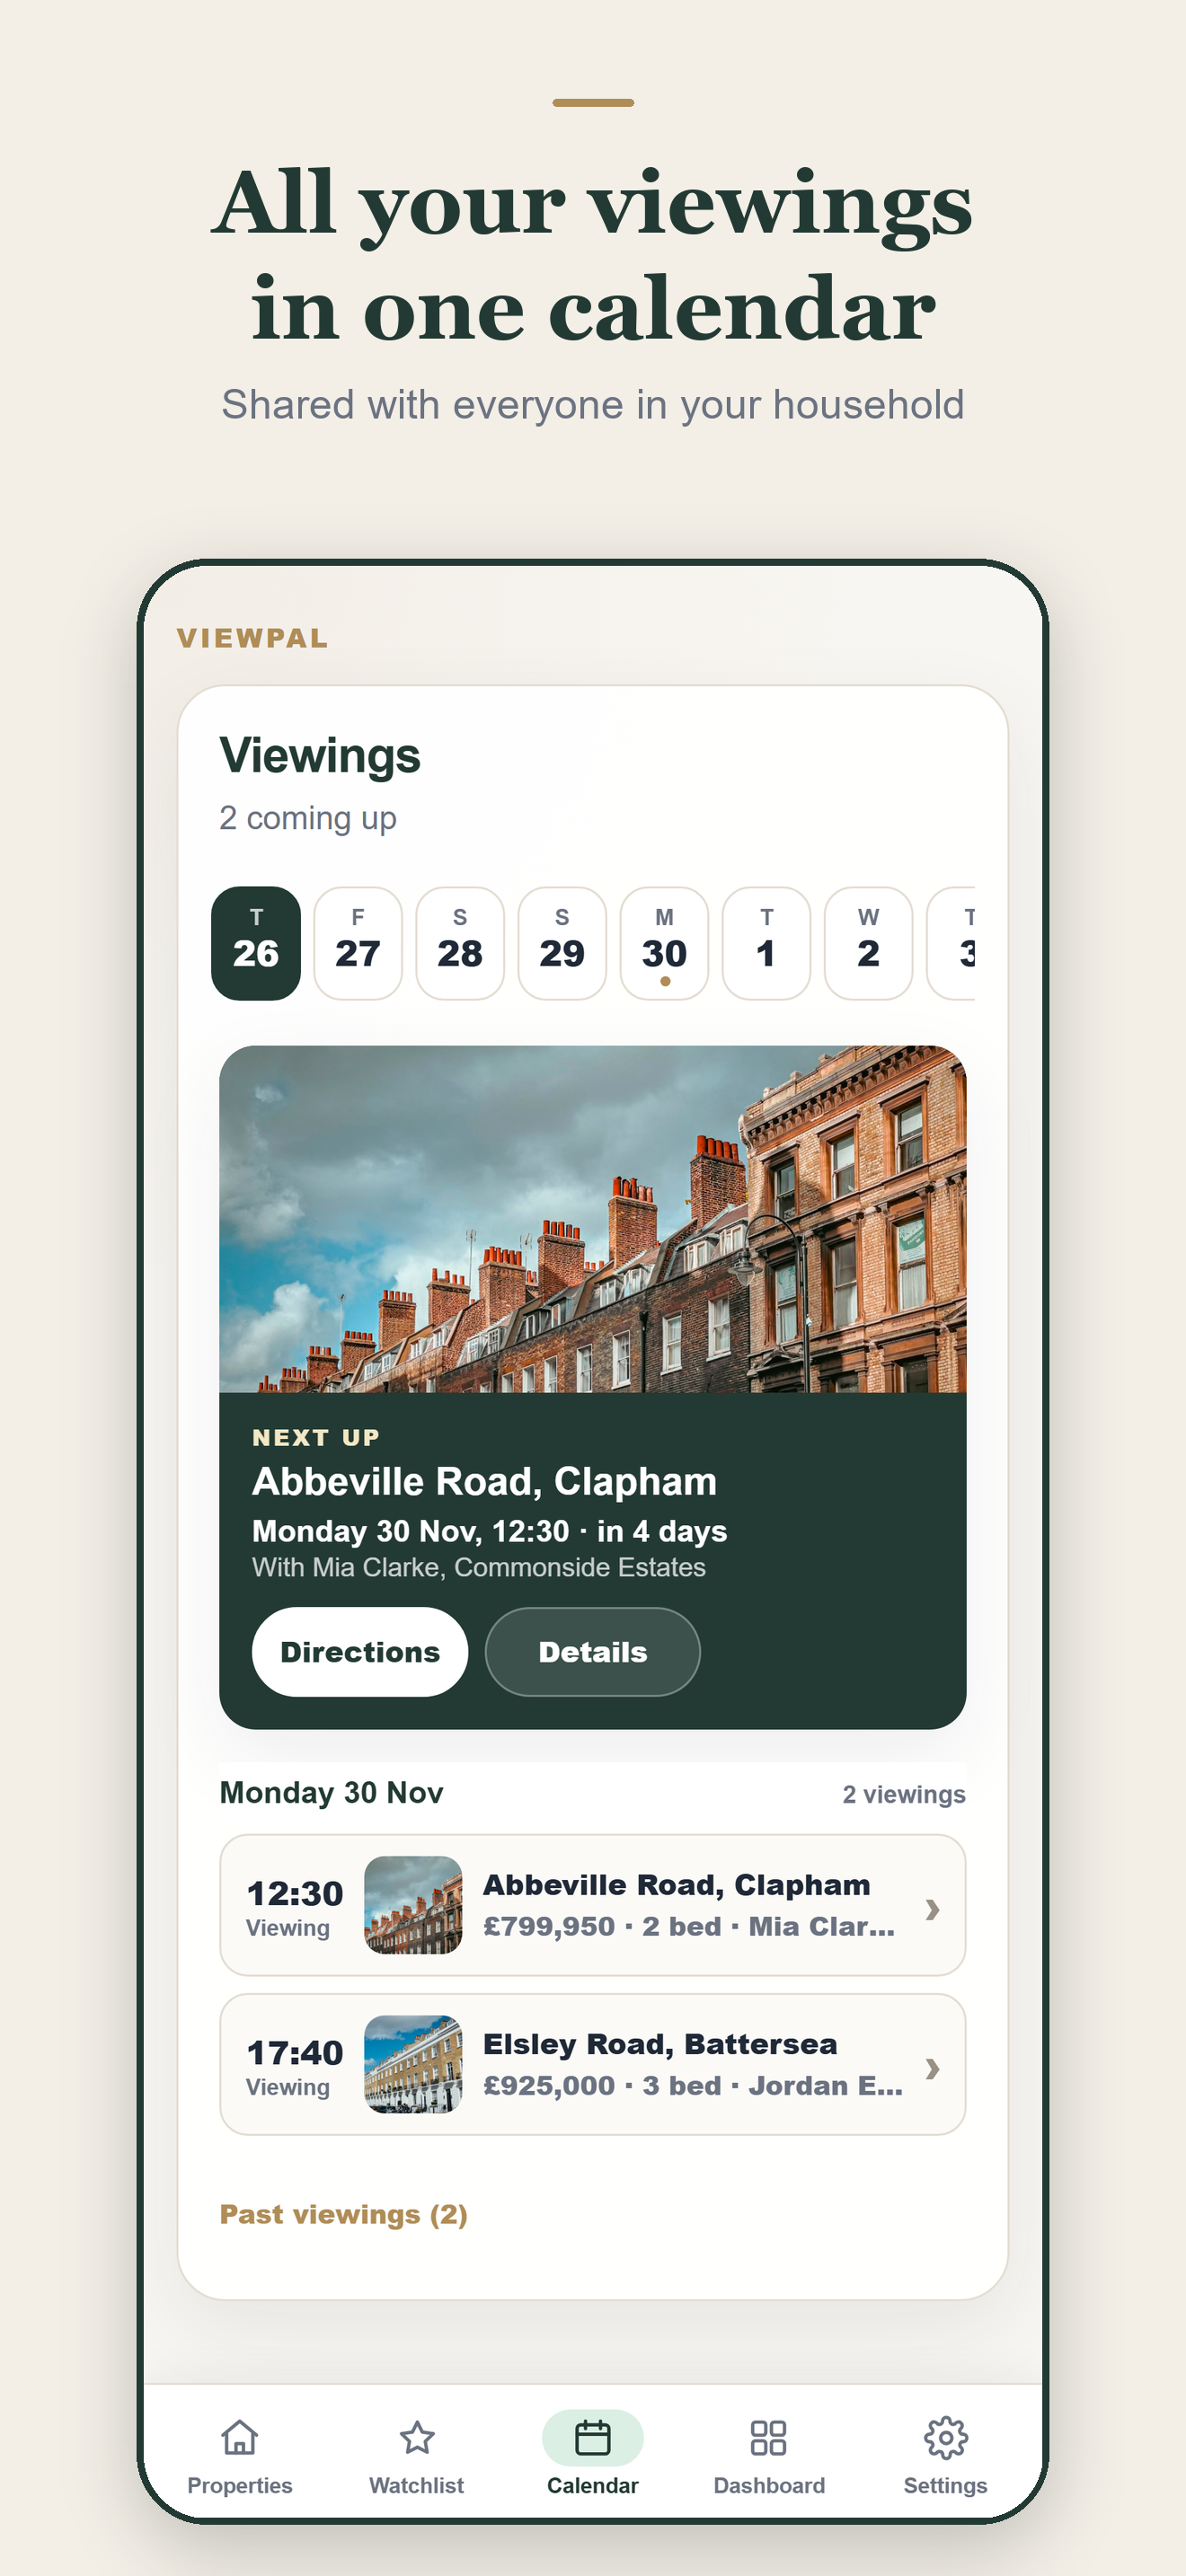 All your viewings
in one calendar
Shared with everyone in your household
VIEWPAL
Viewings
2 coming up
T F S S M T W T
26 27 28 29 30 1 2 3
NEXT UP
Abbeville Road, Clapham
Monday 30 Nov, 12:30 · in 4 days
With Mia Clarke, Commonside Estates
Directions Details
Monday 30 Nov 2 viewings
12:30 Abbeville Road, Clapham
Viewing £799,950 · 2 bed · Mia Clar...
›
17:40 Elsley Road, Battersea
Viewing £925,000 · 3 bed · Jordan E...
›
Past viewings (2)
Properties Watchlist Calendar Dashboard Settings